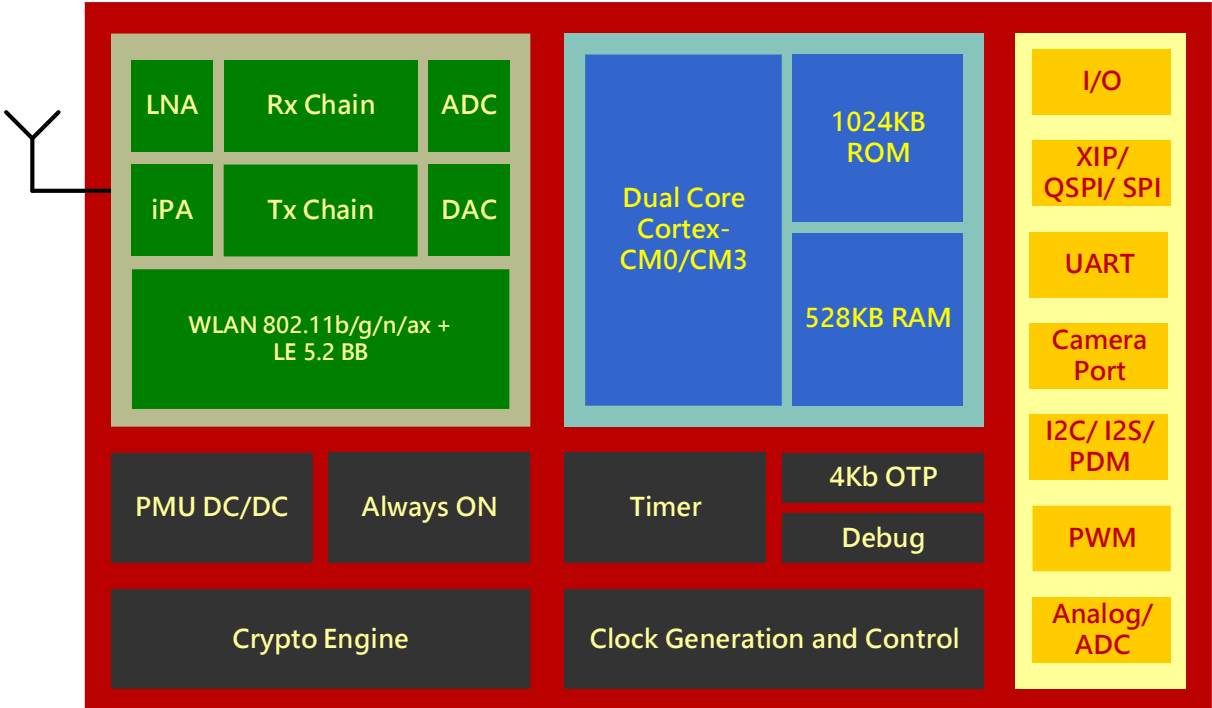 LNA
Rx Chain
ADC
iPA
Tx Chain
DAC
WLAN 802.11b/g/n/ax +
LE 5.2 BB
Dual Core
Cortex-
CM0/CM3
1024KB
ROM
528KB RAM
I/O
XIP/
QSPI/ SPI
UART
Camera
Port
I2C/ I2S/
PDM
PWM
Analog/
ADC
PMU DC/DC
Always ON
Timer
4Kb OTP
Debug
Crypto Engine
Clock Generation and Control